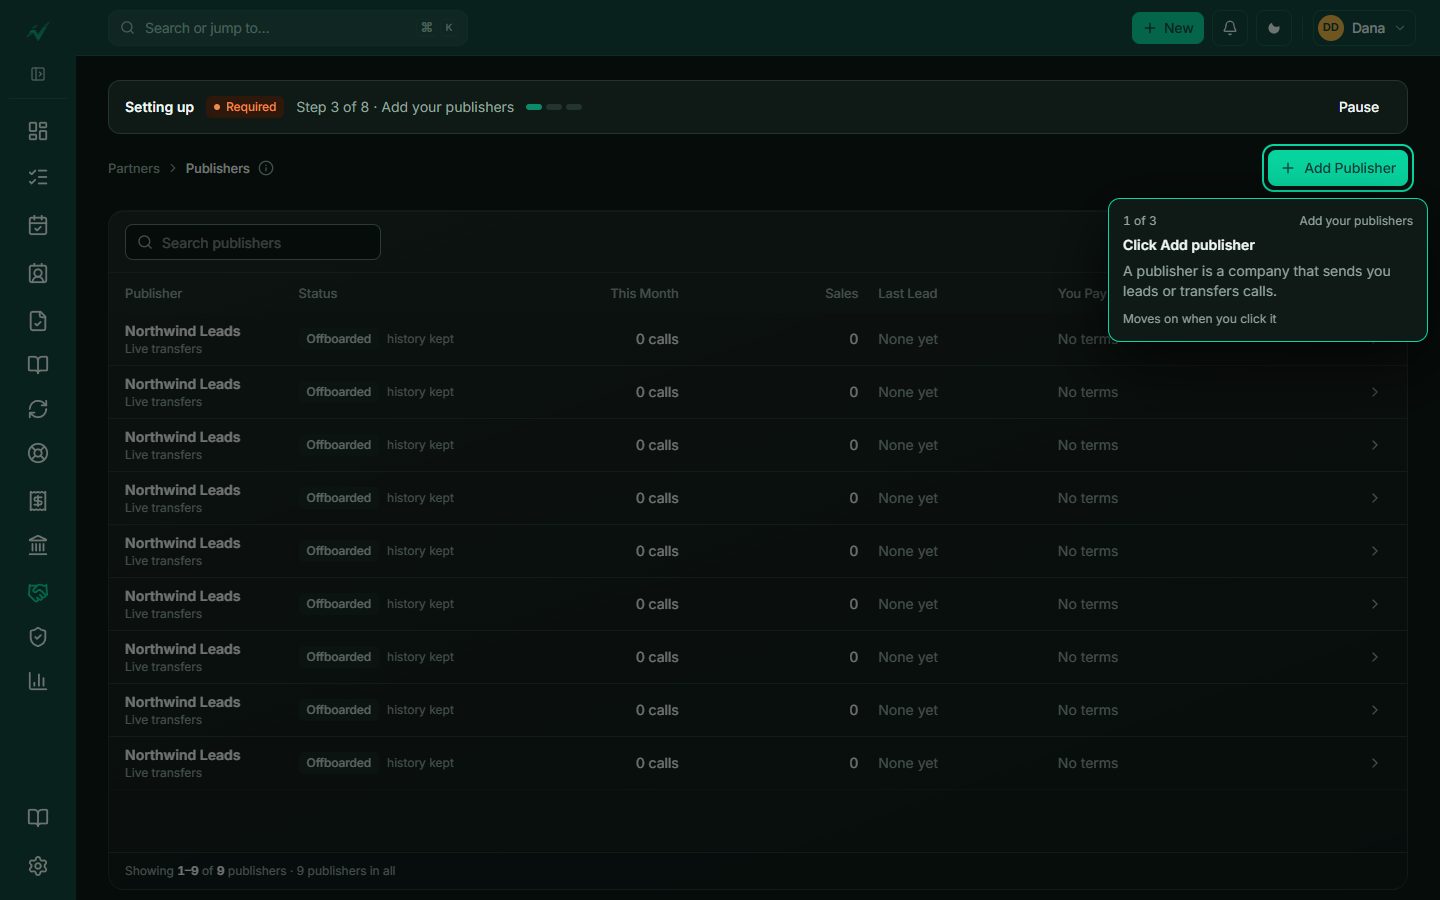 Search or jump to... ⌘ K
+ New
DD Dana
Setting up Required Step 3 of 8 · Add your publishers Pause
Partners > Publishers
+ Add Publisher
1 of 3 Add your publishers
Click Add publisher
A publisher is a company that sends you
leads or transfers calls.
Moves on when you click it
Search publishers
Publisher Status This Month Sales Last Lead You Pay
Northwind Leads
Live transfers
Offboarded history kept 0 calls 0 None yet No terms
Northwind Leads
Live transfers
Offboarded history kept 0 calls 0 None yet No terms
Northwind Leads
Live transfers
Offboarded history kept 0 calls 0 None yet No terms
Northwind Leads
Live transfers
Offboarded history kept 0 calls 0 None yet No terms
Northwind Leads
Live transfers
Offboarded history kept 0 calls 0 None yet No terms
Northwind Leads
Live transfers
Offboarded history kept 0 calls 0 None yet No terms
Northwind Leads
Live transfers
Offboarded history kept 0 calls 0 None yet No terms
Northwind Leads
Live transfers
Offboarded history kept 0 calls 0 None yet No terms
Northwind Leads
Live transfers
Offboarded history kept 0 calls 0 None yet No terms
Showing 1–9 of 9 publishers · 9 publishers in all